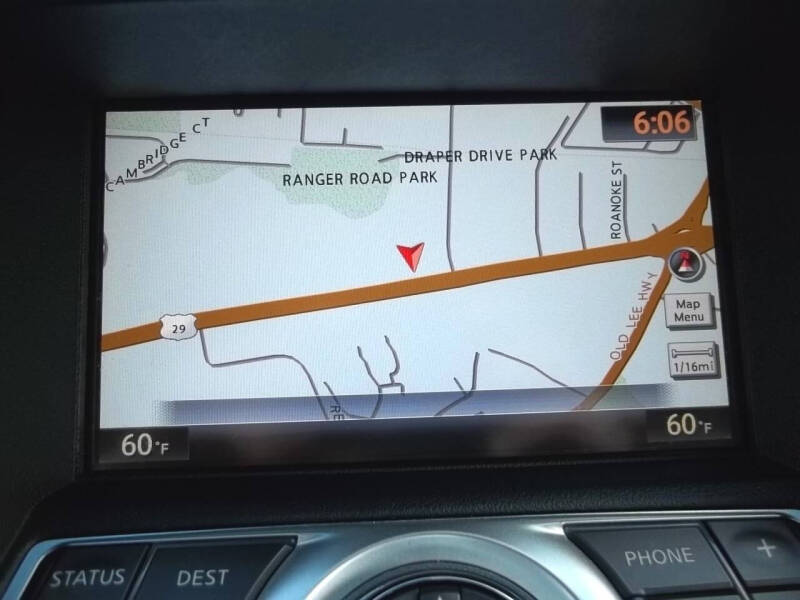 6:06
CAMBRIDGE CT
DRAPER DRIVE PARK
RANGER ROAD PARK
ROANOKE ST
OLD LEE HWY
Map
Menu
29
1/16mi
RE
60°F
60°F
STATUS
DEST
PHONE
+